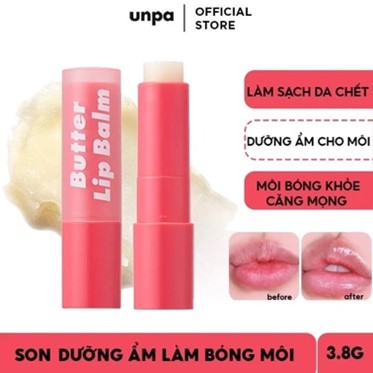 unpa
OFFICIAL
STORE
LÀM SẠCH DA CHẾT
DƯỠNG ẨM CHO MÔI
MÔI BÓNG KHỎE
CĂNG MỌNG
Butter
Lip Balm
before
after
SON DƯỠNG ẨM LÀM BÓNG MÔI
3.8G